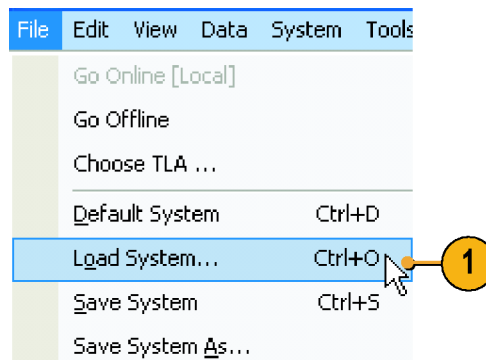 File Edit View Data System Tools
Go Online [Local]
Go Offline
Choose TLA ...
Default System Ctrl+D
Load System... Ctrl+O
1
Save System Ctrl+S
Save System As...